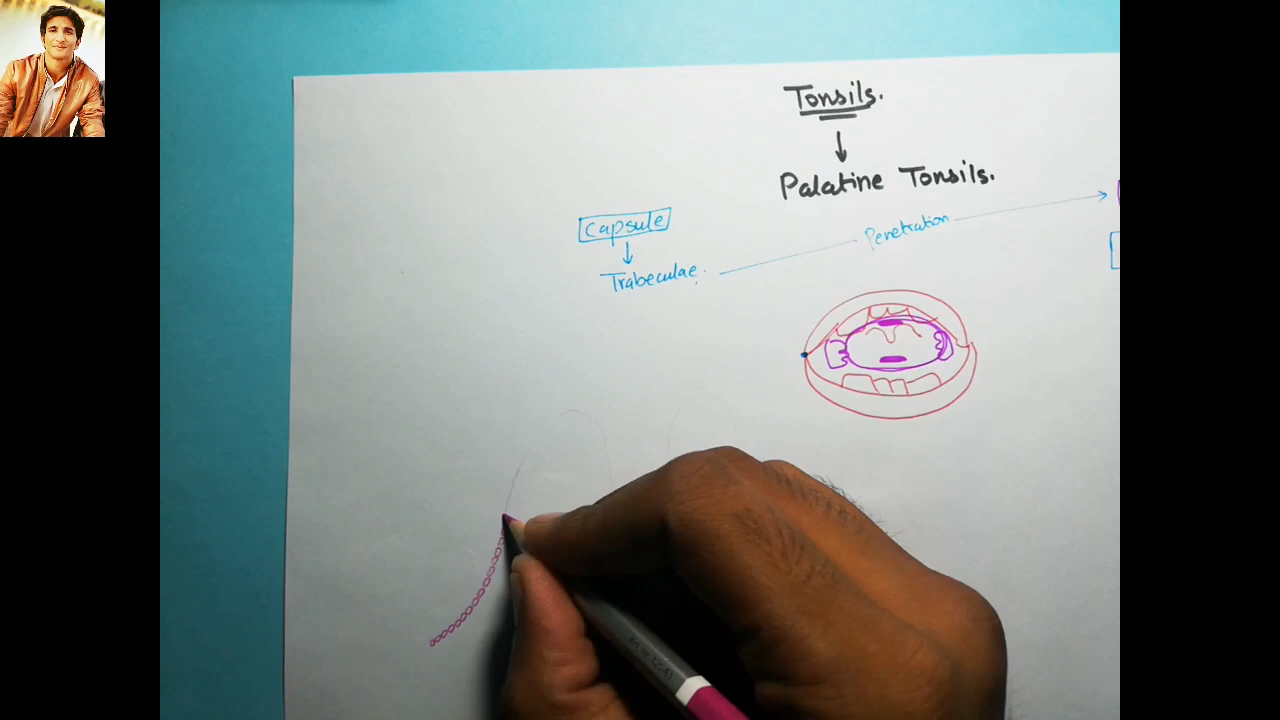 Tonsils.
Palatine Tonsils.
Capsule
Penetration
Trabeculae.